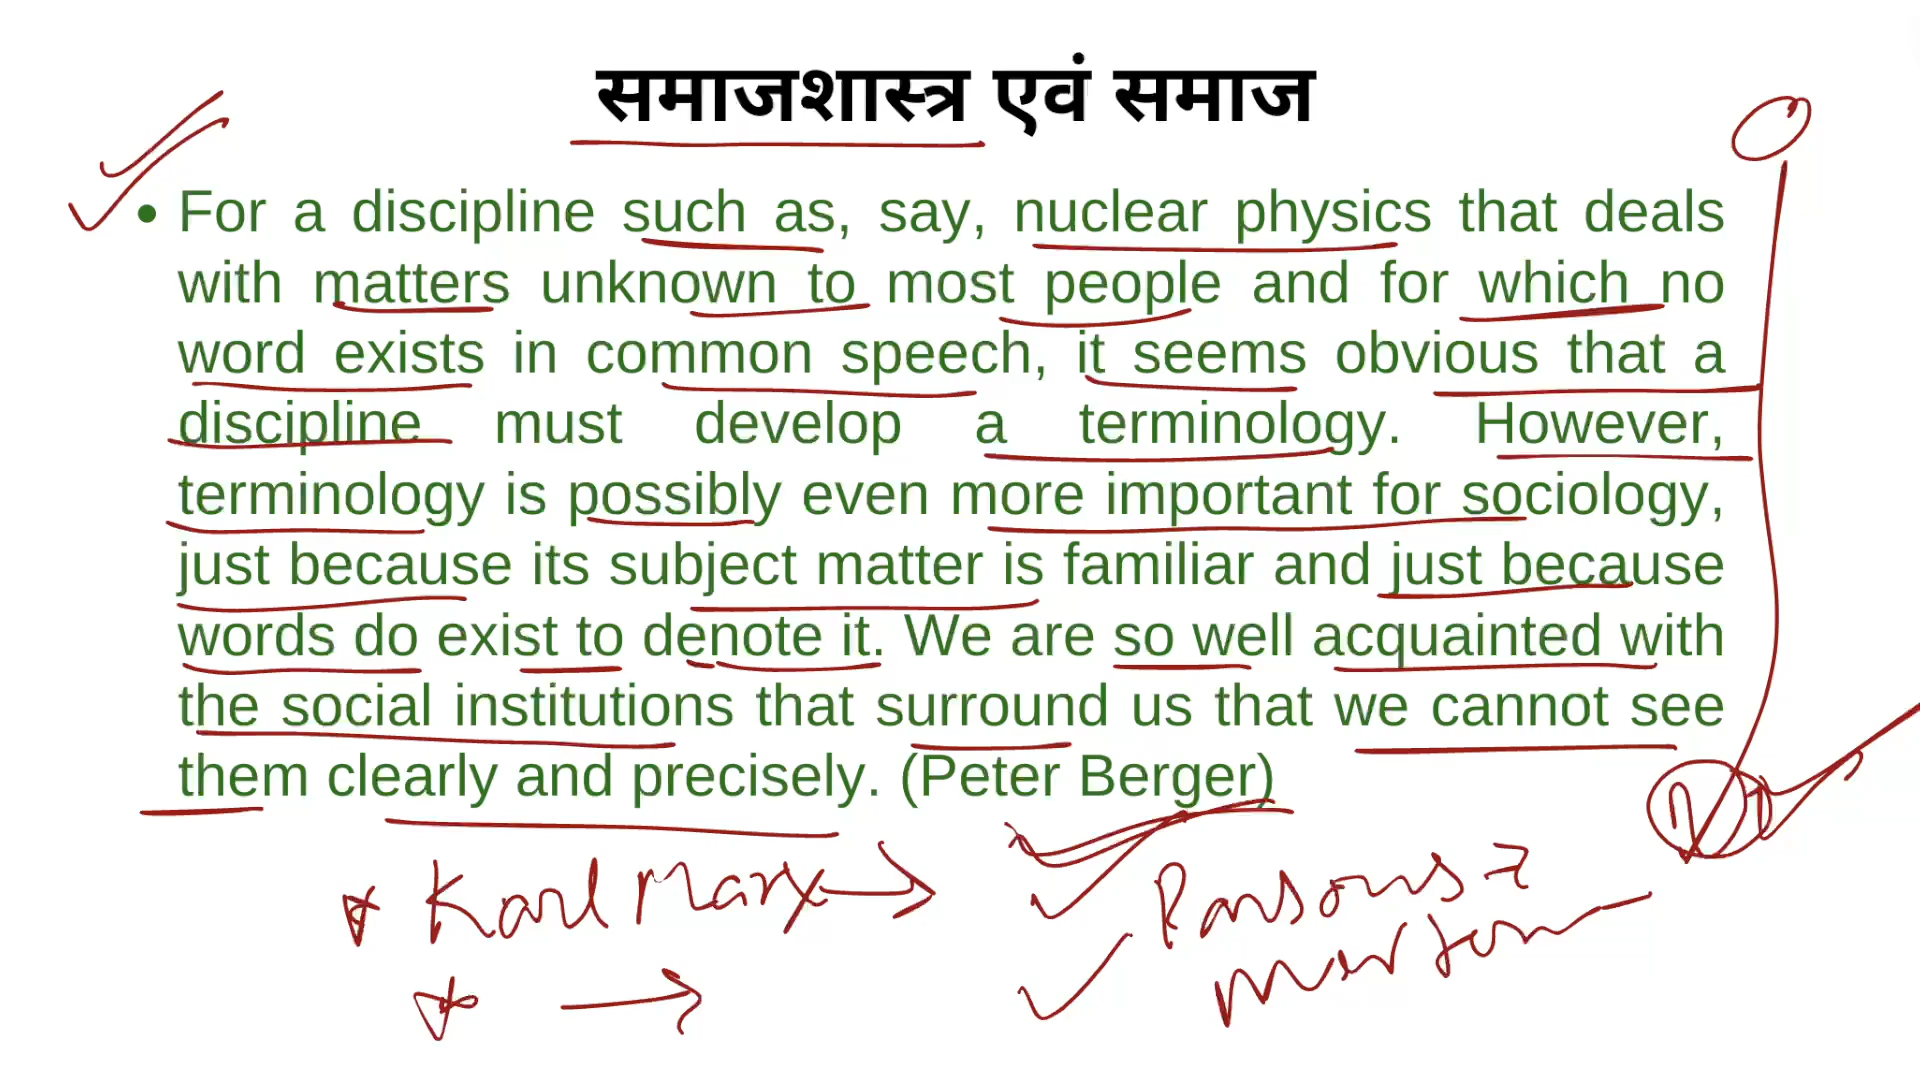 समाजशास्त्र एवं समाज
• For a discipline such as, say, nuclear physics that deals
with matters unknown to most people and for which no
word exists in common speech, it seems obvious that a
discipline must develop a terminology. However,
terminology is possibly even more important for sociology,
just because its subject matter is familiar and just because
words do exist to denote it. We are so well acquainted with
the social institutions that surround us that we cannot see
them clearly and precisely. (Peter Berger)
Karl Marx → Parsons
Merton